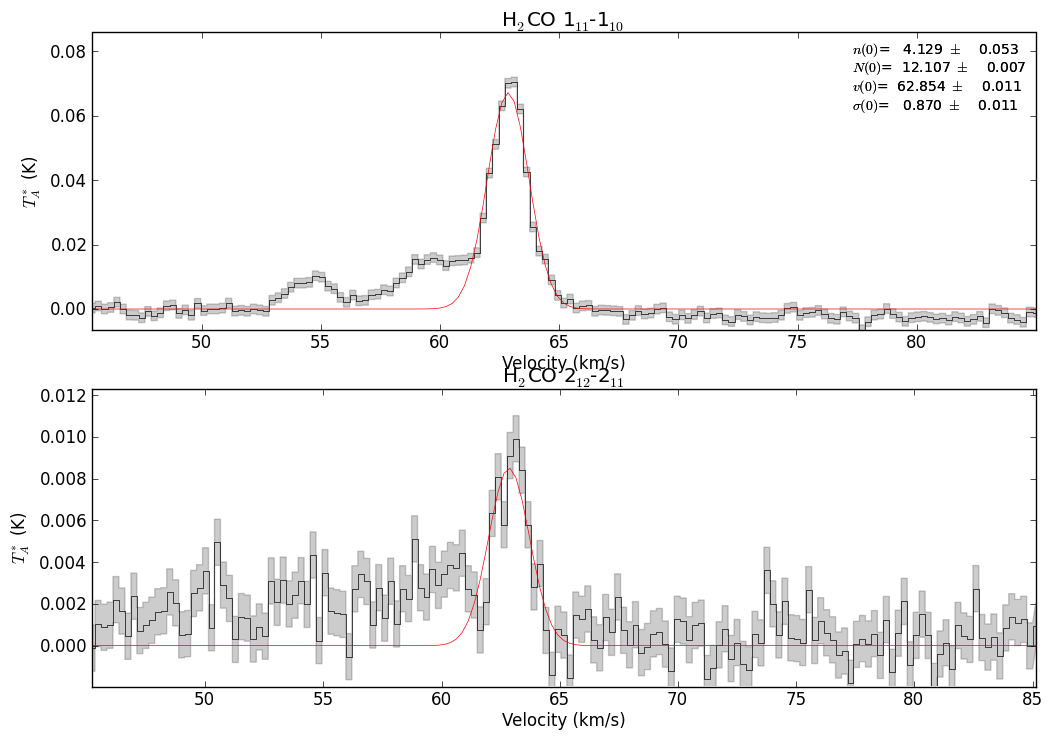 H₂CO 1₁₁-1₁₀
0.08
0.06
0.04
0.02
0.00
T*A (K)
n(0)= 4.129 ± 0.053
N(0)= 12.107 ± 0.007
v(0)= 62.854 ± 0.011
σ(0)= 0.870 ± 0.011
50 55 60 65 70 75 80
Velocity (km/s)
H₂CO 2₁₂-2₁₁
0.012
0.010
0.008
0.006
0.004
0.002
0.000
T*A (K)
50 55 60 65 70 75 80 85
Velocity (km/s)